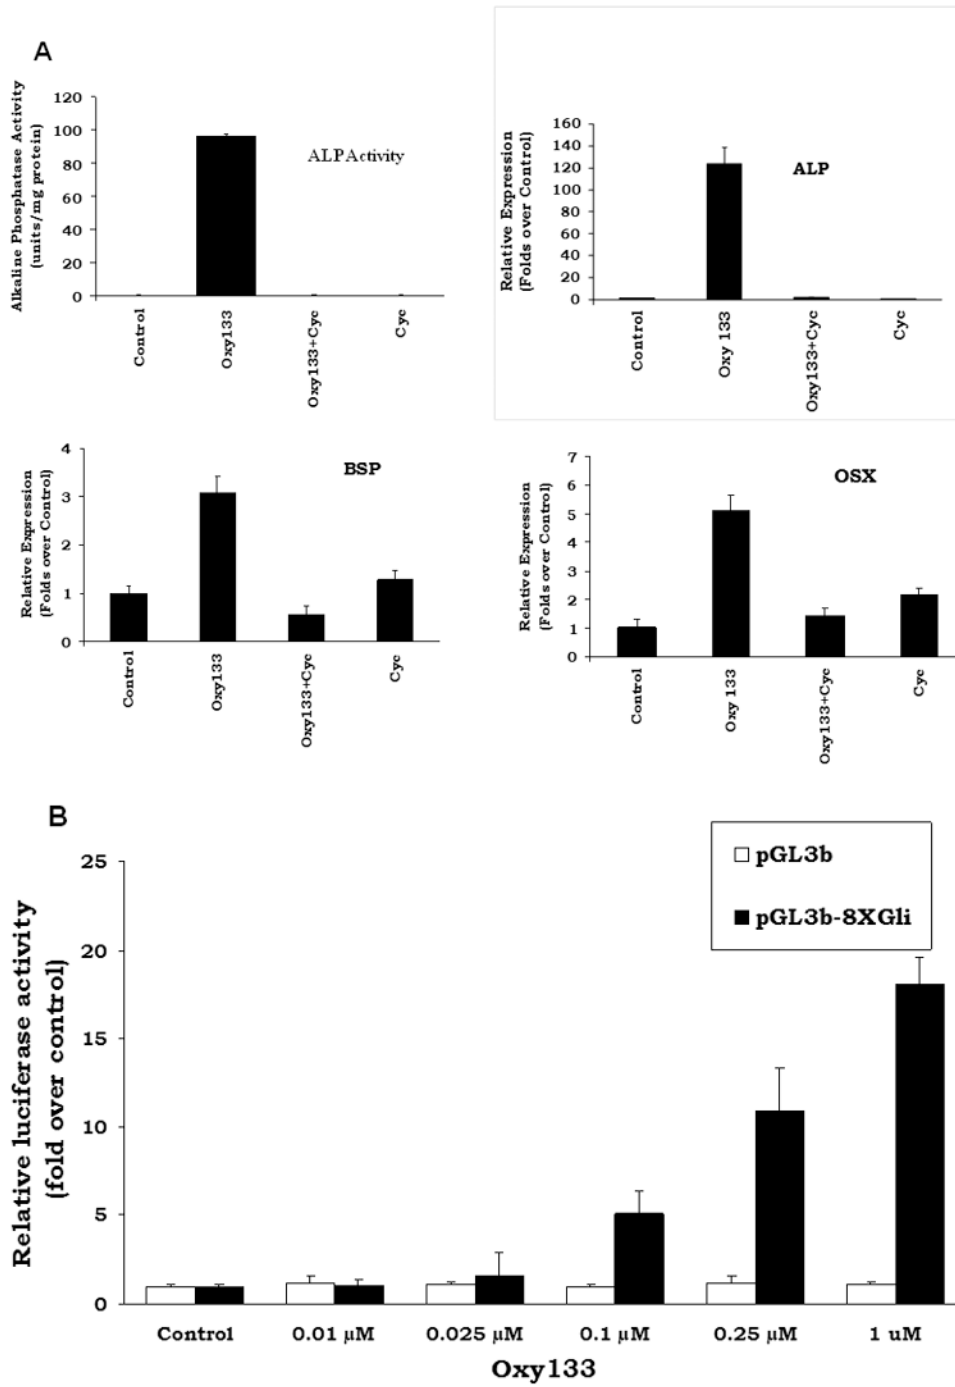 A
Alkaline Phosphatase Activity
(units/mg protein)
120
100
80
60
40
20
0
ALP Activity
Control
Oxy133
Oxy133+Cyc
Cyc
Relative Expression
(Folds over Control)
160
140
120
100
80
60
40
20
0
ALP
Control
Oxy 133
Oxy133+Cyc
Cyc
Relative Expression
(Folds over Control)
4
3
2
1
0
BSP
Control
Oxy133
Oxy133+Cyc
Cyc
Relative Expression
(Folds over Control)
7
6
5
4
3
2
1
0
OSX
Control
Oxy 133
Oxy133+Cyc
Cyc
B
Relative luciferase activity
(fold over control)
25
20
15
10
5
0
pGL3b
pGL3b-8XGli
Control
0.01 µM
0.025 µM
0.1 µM
0.25 µM
1 uM
Oxy133